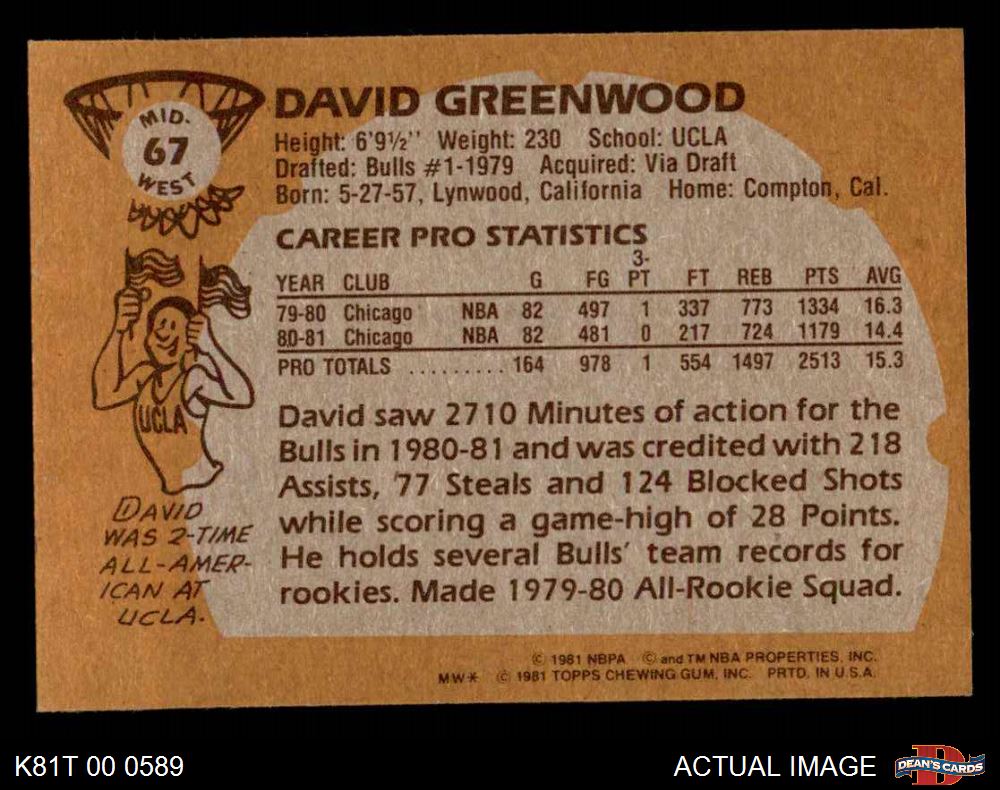 MID-
67
WEST
DAVID GREENWOOD
Height: 6'9½'' Weight: 230 School: UCLA
Drafted: Bulls #1-1979 Acquired: Via Draft
Born: 5-27-57, Lynwood, California Home: Compton, Cal.
CAREER PRO STATISTICS
YEAR CLUB G FG 3-PT FT REB PTS AVG
79-80 Chicago NBA 82 497 1 337 773 1334 16.3
80-81 Chicago NBA 82 481 0 217 724 1179 14.4
PRO TOTALS ......... 164 978 1 554 1497 2513 15.3
David saw 2710 Minutes of action for the
Bulls in 1980-81 and was credited with 218
Assists, 77 Steals and 124 Blocked Shots
while scoring a game-high of 28 Points.
He holds several Bulls' team records for
rookies. Made 1979-80 All-Rookie Squad.
UCLA
DAVID
WAS 2-TIME
ALL-AMER-
ICAN AT
UCLA.
© 1981 NBPA © and TM NBA PROPERTIES, INC.
MW* © 1981 TOPPS CHEWING GUM, INC. PRTD. IN U.S.A.
K81T 00 0589
ACTUAL IMAGE
DEAN'S CARDS